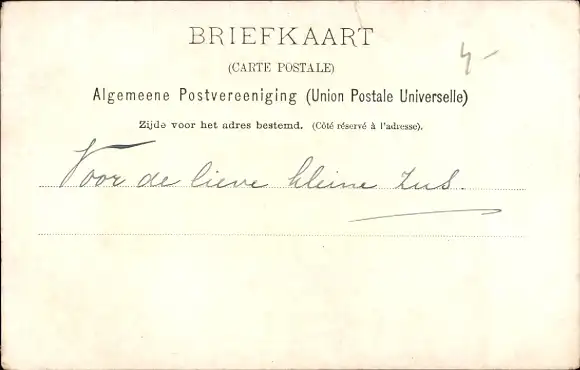 BRIEFKAART
4-
(CARTE POSTALE)
Algemeene Postvereeniging (Union Postale Universelle)
Zijde voor het adres bestemd. (Côté réservé à l'adresse).
Voor de lieve kleine Zus.